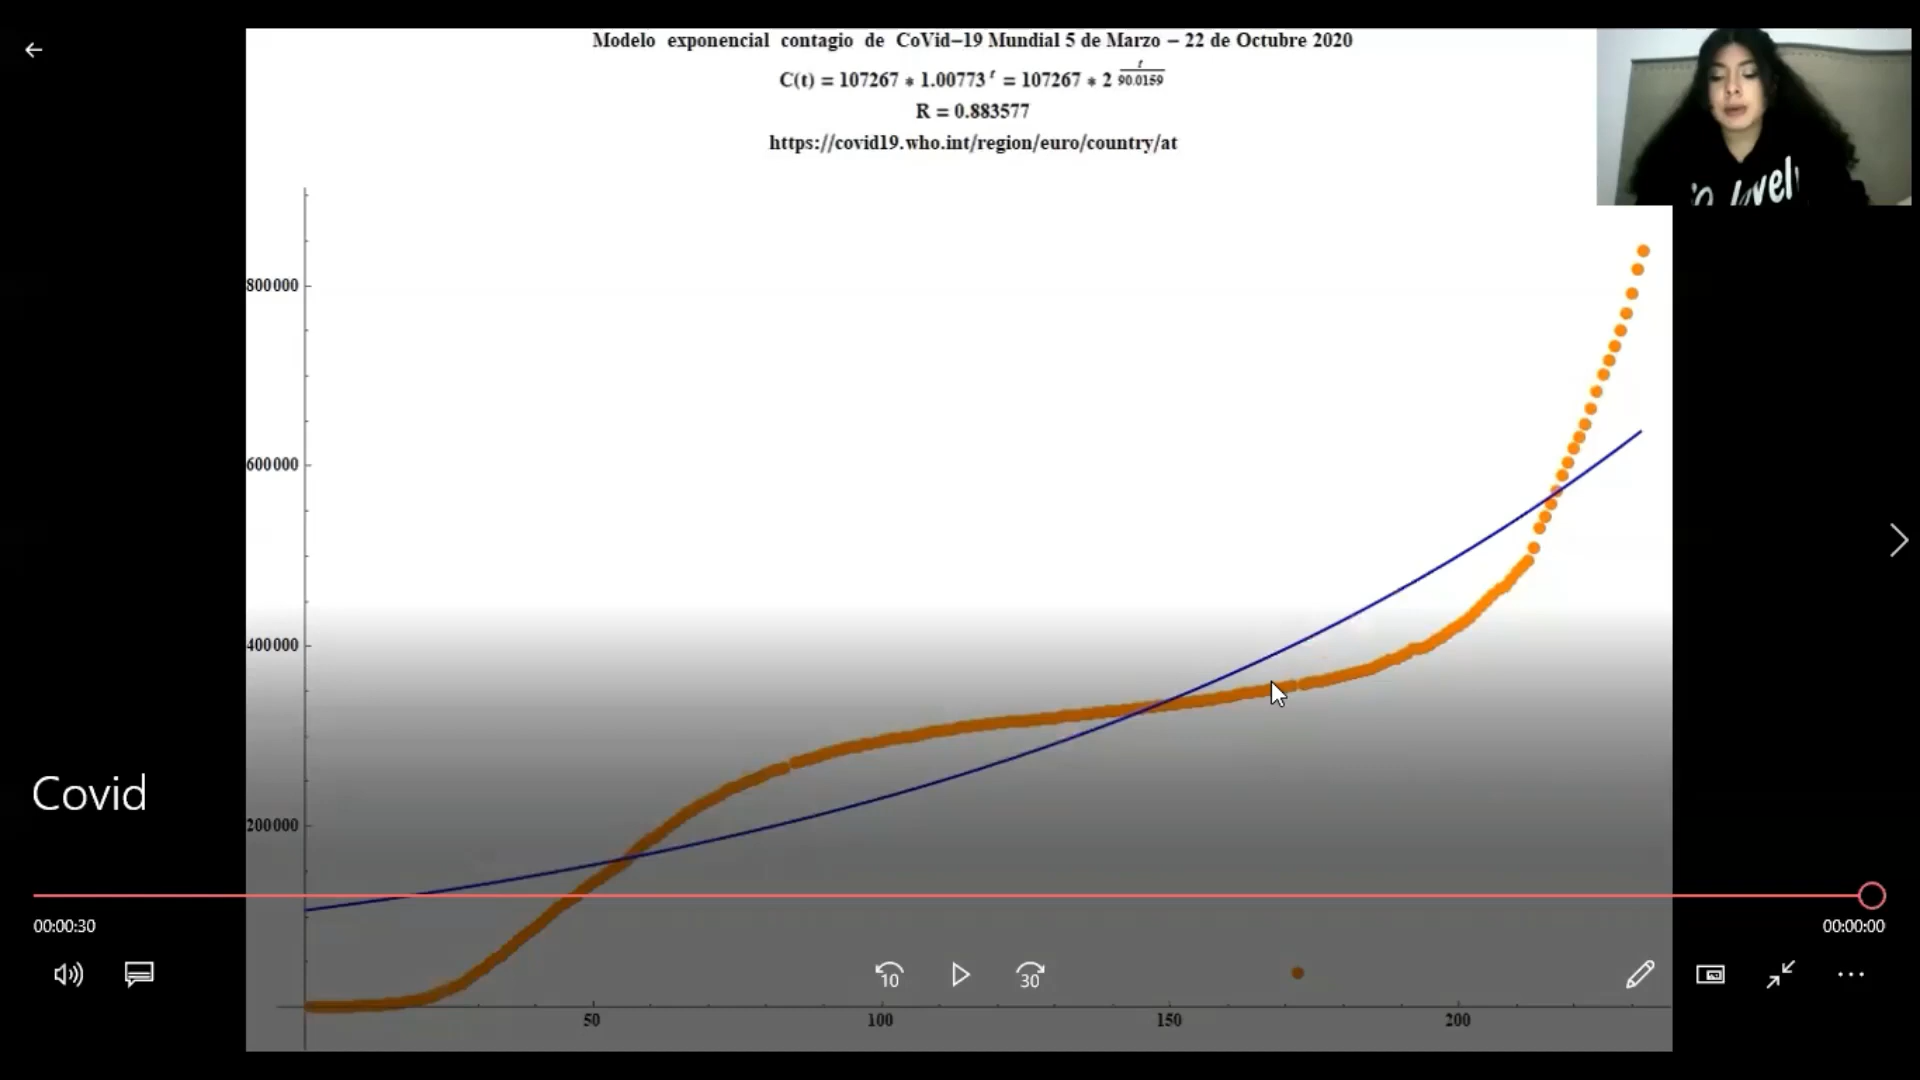 Modelo exponencial contagio de CoVid-19 Mundial 5 de Marzo - 22 de Octubre 2020
C(t) = 107267 * 1.00773^t = 107267 * 2^(t/90.0159)
R = 0.883577
https://covid19.who.int/region/euro/country/at
800000
600000
400000
200000
50
100
150
200
Covid
00:00:30
00:00:00
10
30